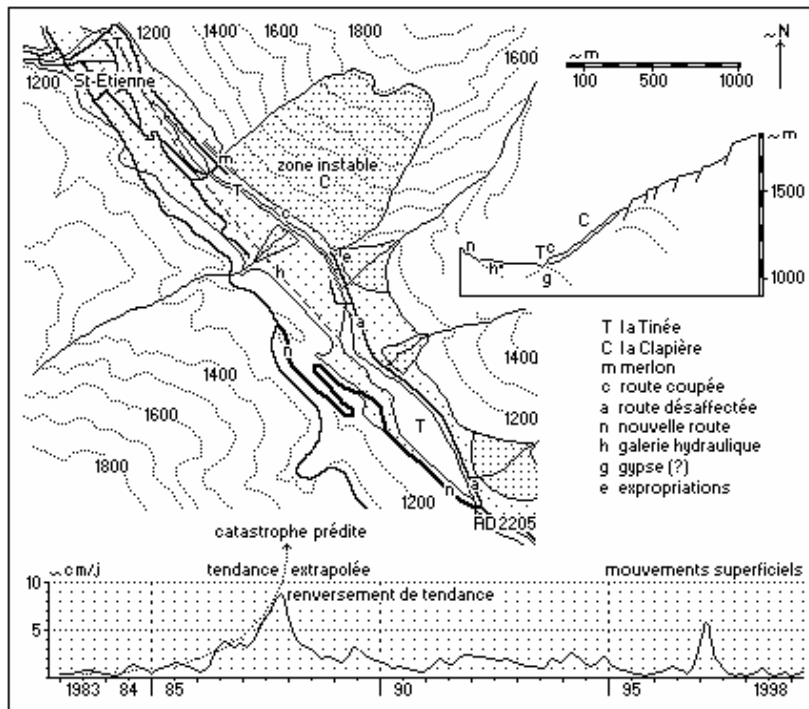 1200
1400
1600
1800
1600
~N
~m
100
500
1000
1200
T
St-Étienne
m
zone instable
C
T
c
~m
1500
1000
n
h
T
c
C
g
e
h
a
n
1400
1400
1600
1200
1800
T
1200
n
a
RD 2205
T la Tinée
C la Clapière
m merlon
c route coupée
a route désaffectée
n nouvelle route
h galerie hydraulique
g gypse (?)
e expropriations
catastrophe prédite
~ cm/j
tendance extrapolée
mouvements superficiels
10
renversement de tendance
5
1983 84 85 90 95 1998